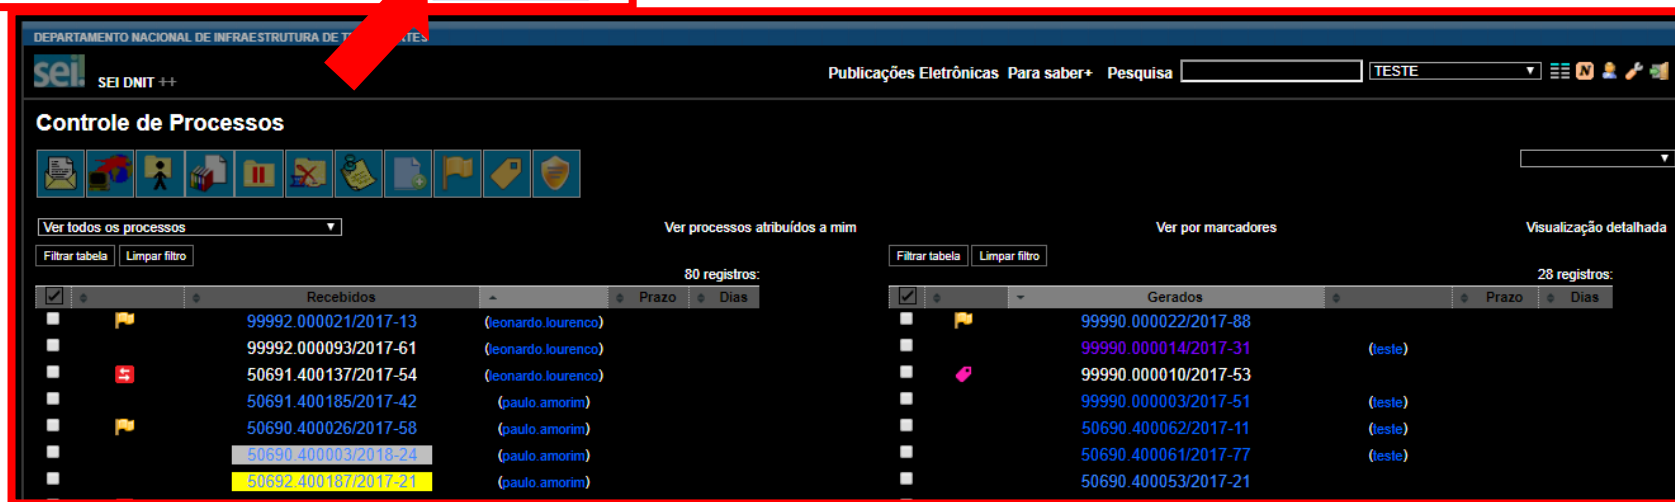 DEPARTAMENTO NACIONAL DE INFRAESTRUTURA DE
sei. SEI DNIT ++ Publicações Eletrônicas Para saber+ Pesquisa TESTE
Controle de Processos
Ver todos os processos Ver processos atribuídos a mim Ver por marcadores Visualização detalhada
Filtrar tabela Limpar filtro Filtrar tabela Limpar filtro
80 registros: 28 registros:
Recebidos Prazo Dias Gerados Prazo Dias
99992.000021/2017-13 (leonardo.lourenco) 99990.000022/2017-88
99992.000093/2017-61 (leonardo.lourenco) 99990.000014/2017-31 (teste)
50691.400137/2017-54 (leonardo.lourenco) 99990.000010/2017-53
50691.400185/2017-42 (paulo.amorim) 99990.000003/2017-51 (teste)
50690.400026/2017-58 (paulo.amorim) 50690.400062/2017-11 (teste)
50690.400003/2018-24 (paulo.amorim) 50690.400061/2017-77 (teste)
50692.400187/2017-21 (paulo.amorim) 50690.400053/2017-21